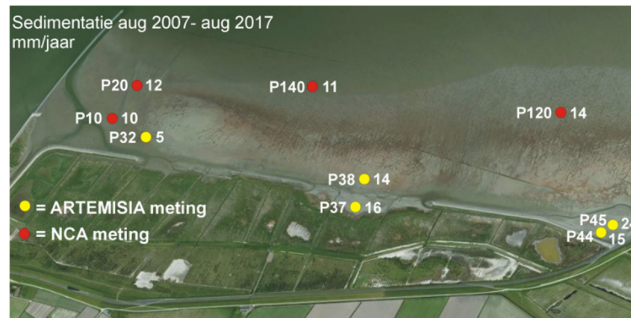 Sedimentatie aug 2007- aug 2017
mm/jaar
P20 12
P140 11
P10 10
P120 14
P32 5
P38 14
= ARTEMISIA meting
P37 16
P45
= NCA meting
P44 15